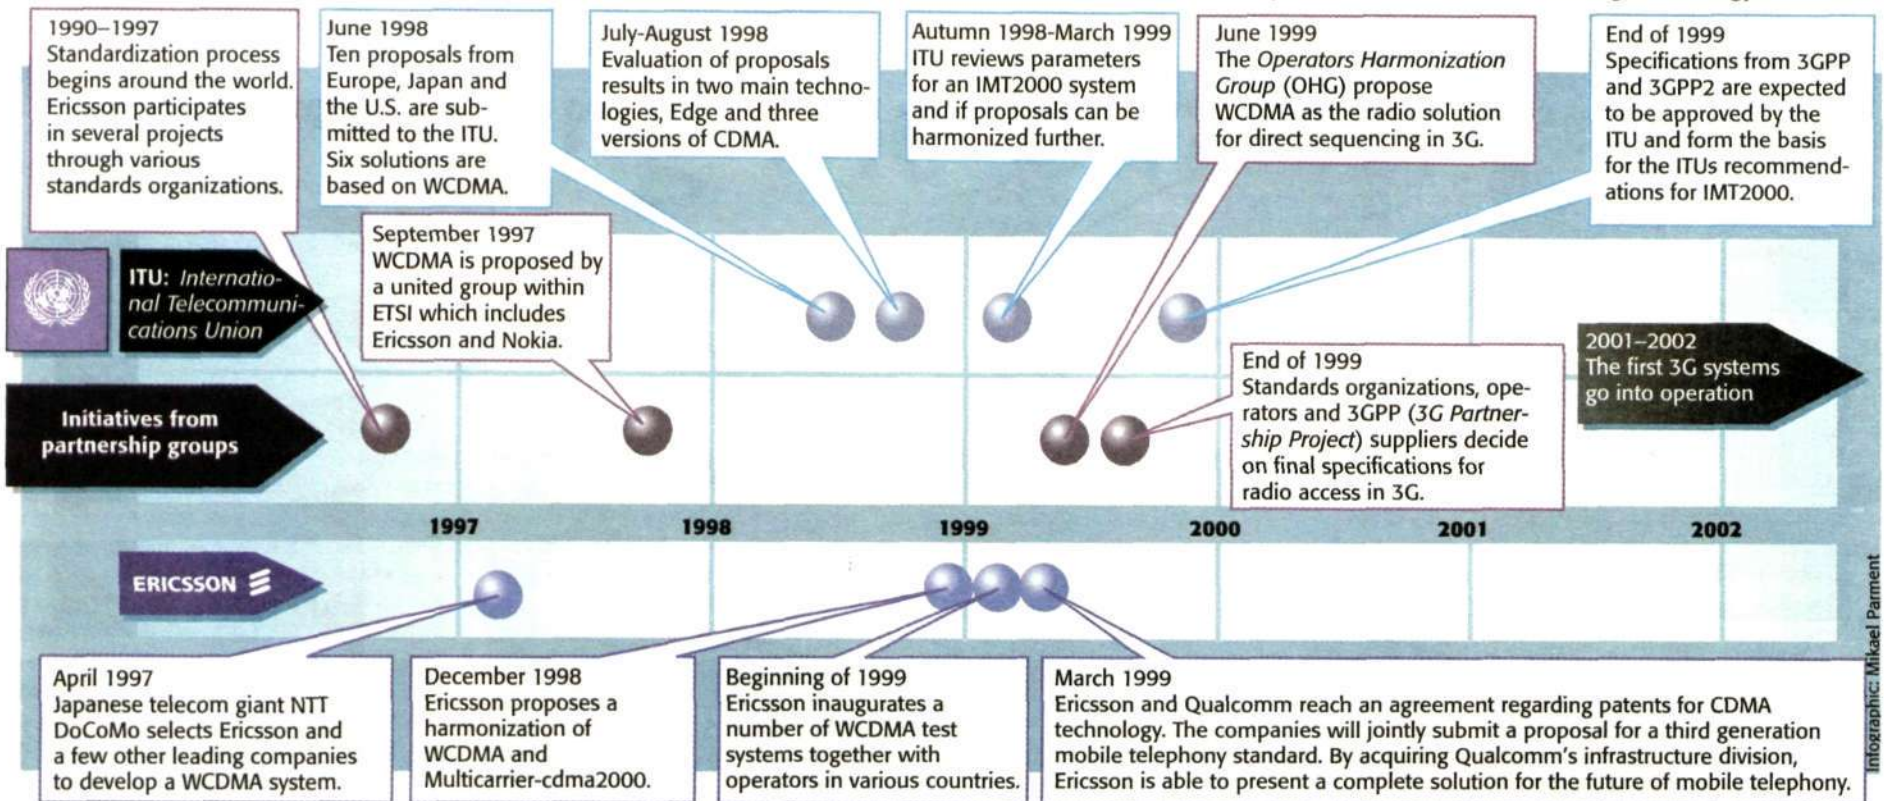 1990–1997
Standardization process
begins around the world.
Ericsson participates
in several projects
through various
standards organizations.
June 1998
Ten proposals from
Europe, Japan and
the U.S. are sub-
mitted to the ITU.
Six solutions are
based on WCDMA.
July-August 1998
Evaluation of proposals
results in two main techno-
logies, Edge and three
versions of CDMA.
Autumn 1998-March 1999
ITU reviews parameters
for an IMT2000 system
and if proposals can be
harmonized further.
June 1999
The Operators Harmonization
Group (OHG) propose
WCDMA as the radio solution
for direct sequencing in 3G.
End of 1999
Specifications from 3GPP
and 3GPP2 are expected
to be approved by the
ITU and form the basis
for the ITUs recommend-
ations for IMT2000.
September 1997
WCDMA is proposed by
a united group within
ETSI which includes
Ericsson and Nokia.
ITU: Internatio-
nal Telecommuni-
cations Union
Initiatives from
partnership groups
End of 1999
Standards organizations, ope-
rators and 3GPP (3G Partner-
ship Project) suppliers decide
on final specifications for
radio access in 3G.
2001–2002
The first 3G systems
go into operation
1997 1998 1999 2000 2001 2002
ERICSSON
April 1997
Japanese telecom giant NTT
DoCoMo selects Ericsson and
a few other leading companies
to develop a WCDMA system.
December 1998
Ericsson proposes a
harmonization of
WCDMA and
Multicarrier-cdma2000.
Beginning of 1999
Ericsson inaugurates a
number of WCDMA test
systems together with
operators in various countries.
March 1999
Ericsson and Qualcomm reach an agreement regarding patents for CDMA
technology. The companies will jointly submit a proposal for a third generation
mobile telephony standard. By acquiring Qualcomm's infrastructure division,
Ericsson is able to present a complete solution for the future of mobile telephony.
Infographic: Mikael Parment